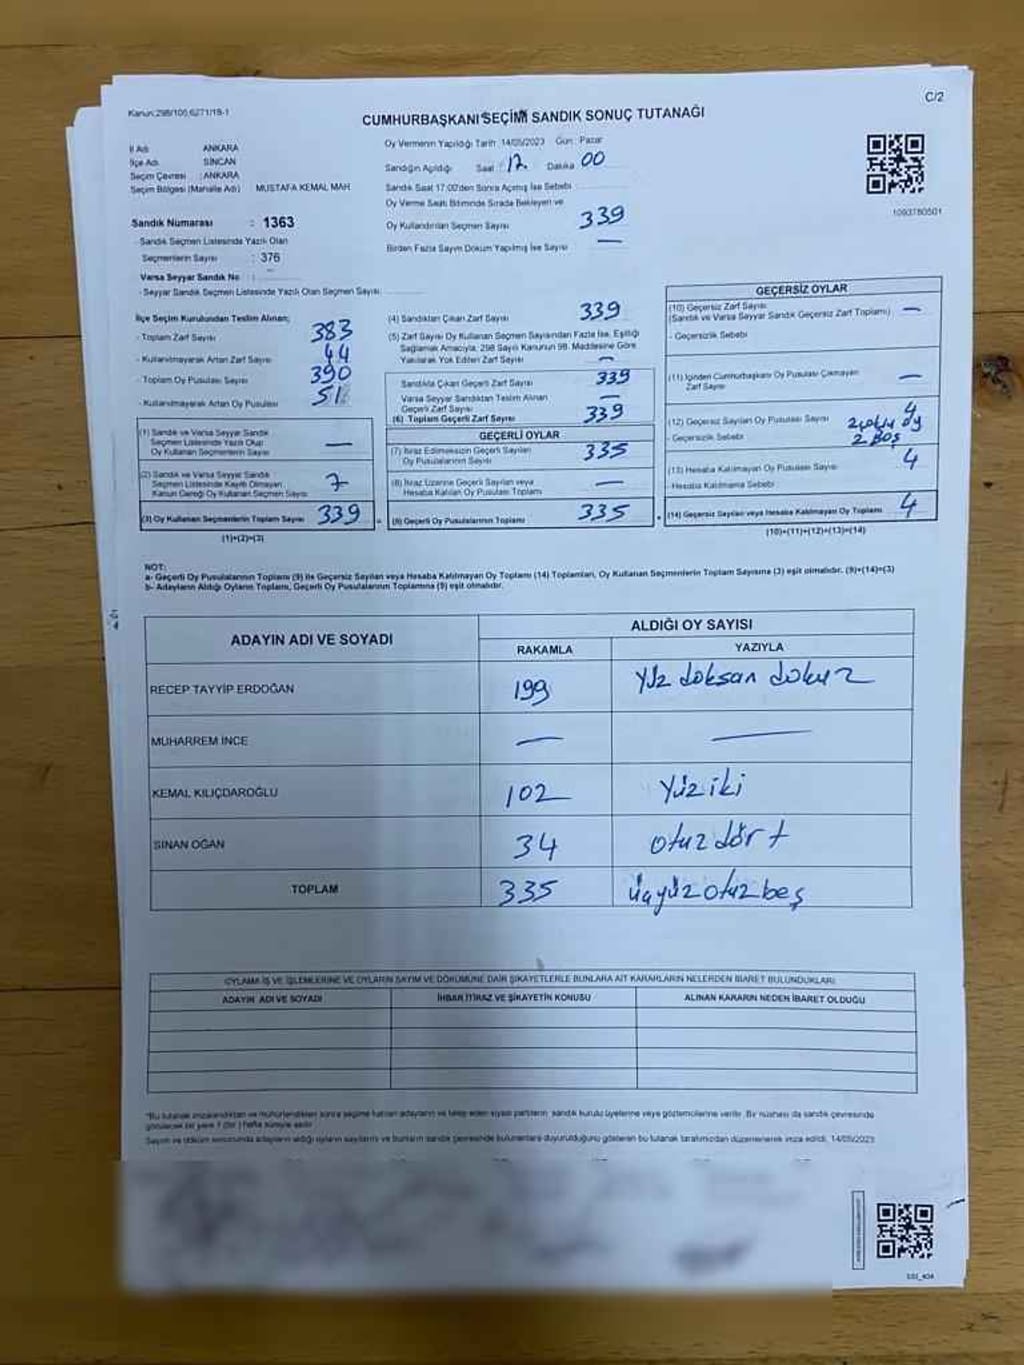 Kanun:298/105,6271/19-1
C/2
CUMHURBAŞKANI SEÇİMİ SANDIK SONUÇ TUTANAĞI
İl Adı ANKARA
İlçe Adı SİNCAN
Seçim Çevresi : ANKARA
Seçim Bölgesi (Mahalle Adı) MUSTAFA KEMAL MAH
Sandık Numarası : 1363
- Sandık Seçmen Listesinde Yazılı Olan
Seçmenlerin Sayısı : 376
Varsa Seyyar Sandık No :
- Seyyar Sandık Seçmen Listesinde Yazılı Olan Seçmen Sayısı:
Oy Vermenin Yapıldığı Tarih :14/05/2023 Gün : Pazar
Sandığın Açıldığı Saat : 17 Dakika 00
Sandık Saat 17:00'den Sonra Açılmış İse Sebebi
Oy Verme Saati Bitiminde Sırada Bekleyen ve
Oy Kullandırılan Seçmen Sayısı 339
Birden Fazla Sayım Döküm Yapılmış İse Sayısı —
1093780501
İlçe Seçim Kurulundan Teslim Alınan;
- Toplam Zarf Sayısı 383
- Kullanılmayarak Artan Zarf Sayısı 44
- Toplam Oy Pusulası Sayısı 390
- Kullanılmayarak Artan Oy Pusulası 51
(1) Sandık ve Varsa Seyyar Sandık
Seçmen Listesinde Yazılı Olup
Oy Kullanan Seçmenlerin Sayısı —
(2) Sandık ve Varsa Seyyar Sandık
Seçmen Listesinde Kayıtlı Olmayan
Kanun Gereği Oy Kullanan Seçmen Sayısı 7
(3) Oy Kullanan Seçmenlerin Toplam Sayısı 339
(1)+(2)=(3)
(4) Sandıktan Çıkan Zarf Sayısı 339
(5) Zarf Sayısı Oy Kullanan Seçmen Sayısından Fazla İse, Eşitliği
Sağlamak Amacıyla, 298 Sayılı Kanunun 98. Maddesine Göre
Yakılarak Yok Edilen Zarf Sayısı —
Sandıkta Çıkan Geçerli Zarf Sayısı 339
Varsa Seyyar Sandıktan Teslim Alınan
Geçerli Zarf Sayısı —
(6) Toplam Geçerli Zarf Sayısı 339
GEÇERLİ OYLAR
(7) İtiraz Edilmeksizin Geçerli Sayılan
Oy Pusulalarının Sayısı 335
(8) İtiraz Üzerine Geçerli Sayılan veya
Hesaba Katılan Oy Pusulası Toplamı —
(9) Geçerli Oy Pusulalarının Toplamı 335
GEÇERSİZ OYLAR
(10) Geçersiz Zarf Sayısı
(Sandık ve Varsa Seyyar Sandık Geçersiz Zarf Toplamı) —
- Geçersizlik Sebebi
(11) İçinden Cumhurbaşkanı Oy Pusulası Çıkmayan
Zarf Sayısı —
(12) Geçersiz Sayılan Oy Pusulası Sayısı 4
- Geçersizlik Sebebi 2 oy
2 BOŞ
(13) Hesaba Katılmayan Oy Pusulası Sayısı 4
- Hesaba Katılmama Sebebi
(14) Geçersiz Sayılan veya Hesaba Katılmayan Oy Toplamı 4
(10)+(11)+(12)+(13)=(14)
NOT:
a- Geçerli Oy Pusulalarının Toplamı (9) ile Geçersiz Sayılan veya Hesaba Katılmayan Oy Toplamı (14) Toplamları, Oy Kullanan Seçmenlerin Toplam Sayısına (3) eşit olmalıdır. (9)+(14)=(3)
b- Adayların Aldığı Oyların Toplamı, Geçerli Oy Pusulalarının Toplamına (9) eşit olmalıdır.
ADAYIN ADI VE SOYADI
ALDIĞI OY SAYISI
RAKAMLA YAZIYLA
RECEP TAYYİP ERDOĞAN 199 Yüz doksan dokuz
MUHARREM İNCE — —
KEMAL KILIÇDAROĞLU 102 Yüz iki
SİNAN OĞAN 34 otuz dört
TOPLAM 335 üçyüz otuz beş
OYLAMA İŞ VE İŞLEMLERİNE VE OYLARIN SAYIM VE DÖKÜMÜNE DAİR ŞİKAYETLERLE BUNLARA AİT KARARLARIN NELERDEN İBARET BULUNDUKLARI
ADAYIN ADI VE SOYADI İHBAR İTİRAZ VE ŞİKAYETİN KONUSU ALINAN KARARIN NEDEN İBARET OLDUĞU
*Bu tutanak imzalandıktan ve mühürlendikten sonra seçime katılan adayların ve talep eden siyasi partilerin sandık kurulu üyelerine veya gözlemcilerine verilir. Bir nüshası da sandık çevresinde
görülecek bir yere 1 (bir) hafta süreyle asılır.
Sayım ve döküm sonucunda adayların aldığı oyların sayılarını ve bunların sandık çevresinde bulunanlara duyurulduğunu gösteren bu tutanak tarafımızdan düzenlenerek imza edildi. 14/05/2023